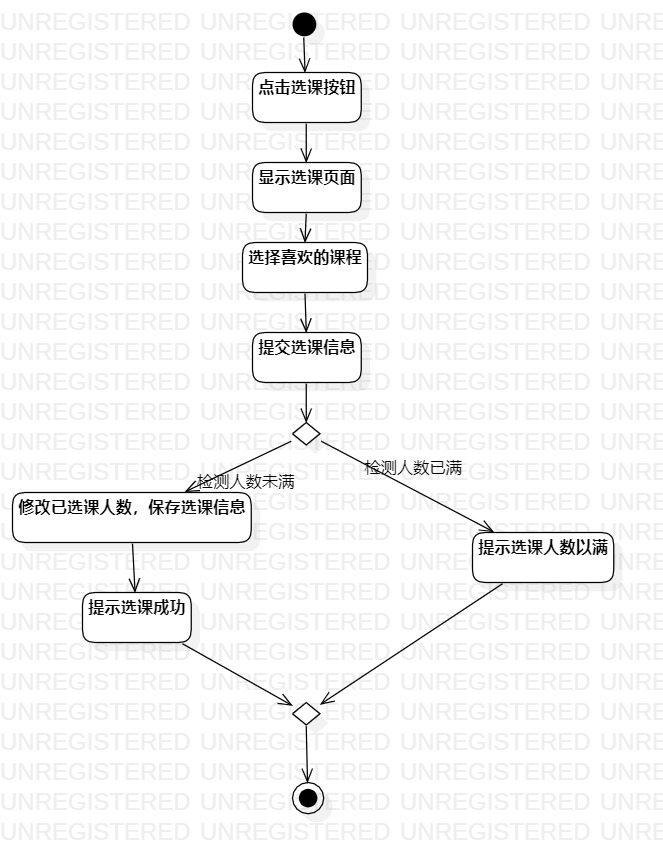 点击选课按钮
显示选课页面
选择喜欢的课程
提交选课信息
检测人数未满
检测人数已满
修改已选课人数，保存选课信息
提示选课人数以满
提示选课成功
UNREGISTERED